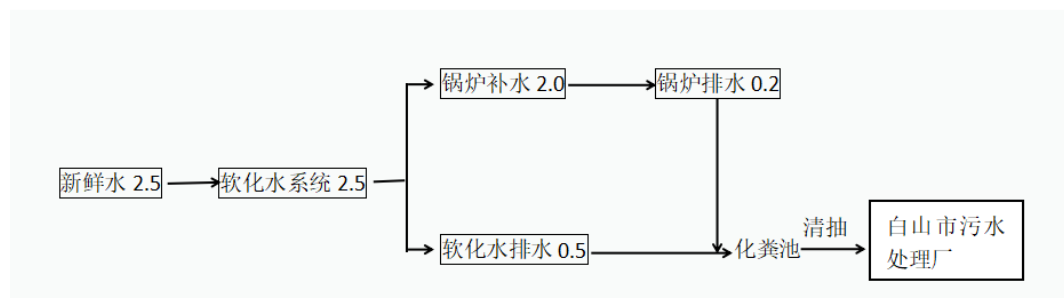 锅炉补水 2.0
锅炉排水 0.2
新鲜水 2.5
软化水系统 2.5
软化水排水 0.5
化粪池
清抽
白山市污水
处理厂